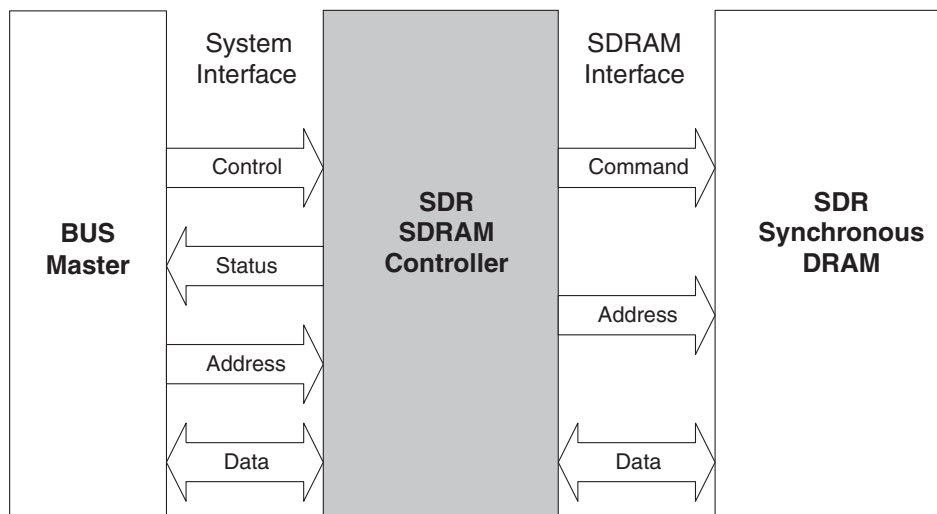 System
Interface
SDRAM
Interface
Control
Command
BUS
Master
SDR
SDRAM
Controller
SDR
Synchronous
DRAM
Status
Address
Address
Data
Data